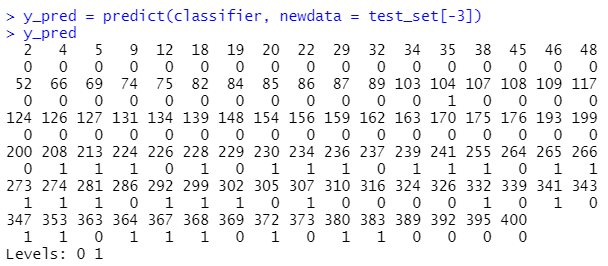 > y_pred = predict(classifier, newdata = test_set[-3])
> y_pred
2 4 5 9 12 18 19 20 22 29 32 34 35 38 45 46 48
0 0 0 0 0 0 0 0 0 0 0 0 0 0 0 0 0
52 66 69 74 75 82 84 85 86 87 89 103 104 107 108 109 117
0 0 0 0 0 0 0 0 0 0 0 0 1 0 0 0 0
124 126 127 131 134 139 148 154 156 159 162 163 170 175 176 193 199
0 0 0 0 0 0 0 0 0 0 0 0 0 0 0 0 0
200 208 213 224 226 228 229 230 234 236 237 239 241 255 264 265 266
0 1 1 1 0 1 0 1 1 1 0 1 1 1 0 1 1
273 274 281 286 292 299 302 305 307 310 316 324 326 332 339 341 343
1 1 1 0 1 1 1 0 1 0 0 0 0 1 0 1 0
347 353 363 364 367 368 369 372 373 380 383 389 392 395 400
1 1 0 1 1 1 0 1 0 1 1 0 0 0 0
Levels: 0 1